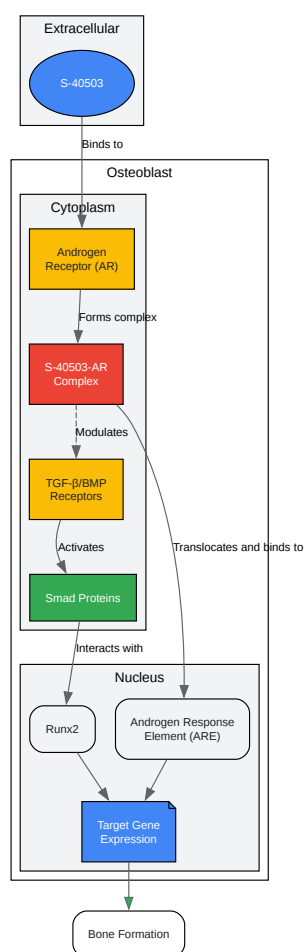 Extracellular
S-40503
Binds to
Osteoblast
Cytoplasm
Androgen
Receptor (AR)
Forms complex
S-40503-AR
Complex
Modulates
TGF-β/BMP
Receptors
Activates
Translocates and binds to
Smad Proteins
Interacts with
Nucleus
Runx2
Androgen Response
Element (ARE)
Target Gene
Expression
Bone Formation